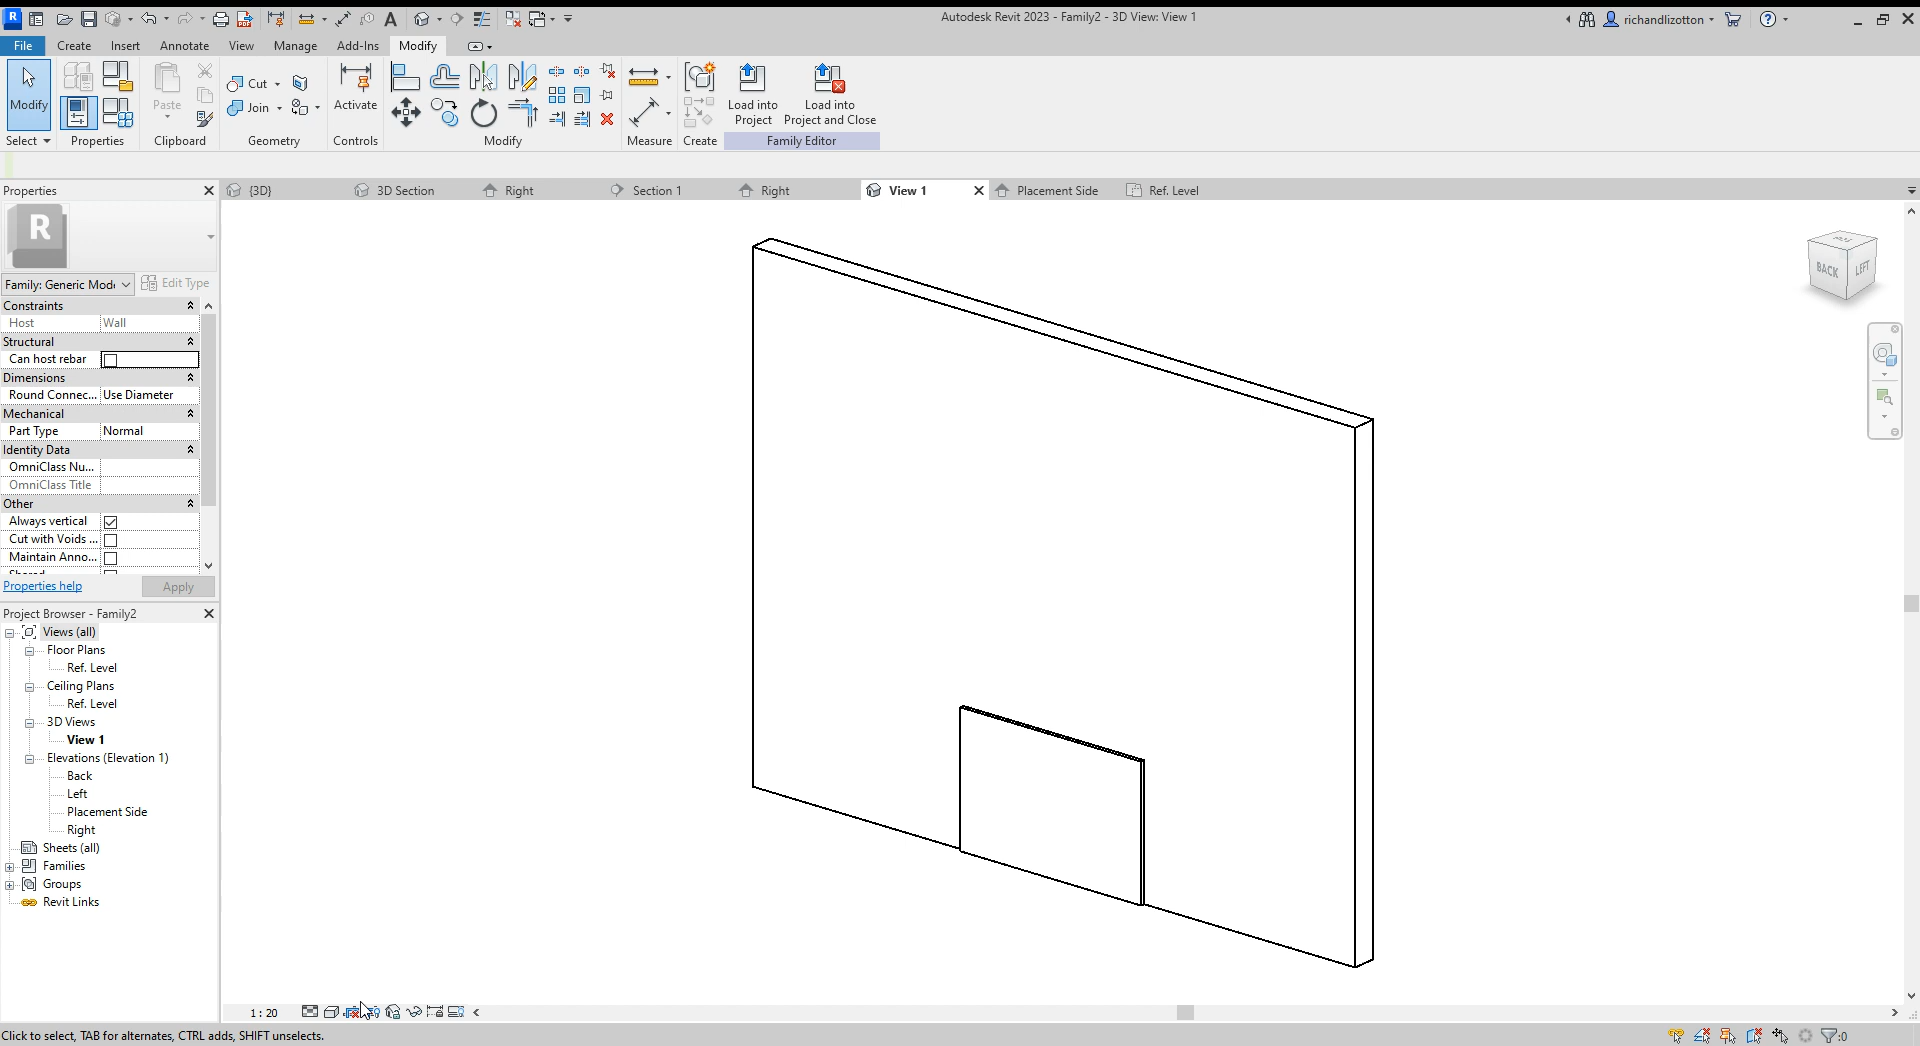 Autodesk Revit 2023 - Family2 - 3D View: View 1
richandlizotton
File
Create
Insert
Annotate
View
Manage
Add-Ins
Modify
Modify
Paste
Cut
Join
Activate
Load into
Project
Load into
Project and Close
Select
Properties
Clipboard
Geometry
Controls
Modify
Measure
Create
Family Editor
Properties
{3D}
3D Section
Right
Section 1
Right
View 1
Placement Side
Ref. Level
R
Family: Generic Mod
Edit Type
Constraints
Host Wall
Structural
Can host rebar
Dimensions
Round Connec... Use Diameter
Mechanical
Part Type Normal
Identity Data
OmniClass Nu...
OmniClass Title
Other
Always vertical
Cut with Voids ...
Maintain Anno...
Properties help
Apply
Project Browser - Family2
Views (all)
Floor Plans
Ref. Level
Ceiling Plans
Ref. Level
3D Views
View 1
Elevations (Elevation 1)
Back
Left
Placement Side
Right
Sheets (all)
Families
Groups
Revit Links
BACK
LEFT
1 : 20
Click to select, TAB for alternates, CTRL adds, SHIFT unselects.
:0